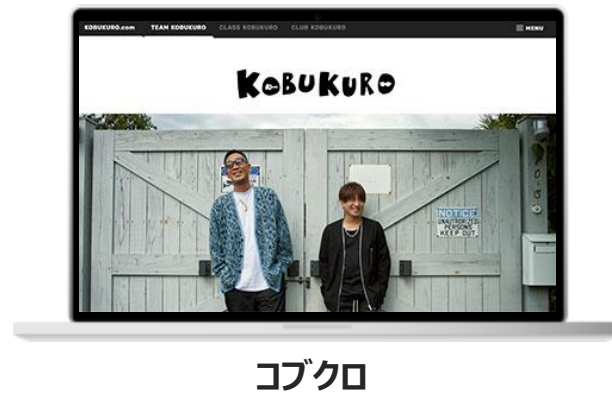 KOBUKURO.com TEAM KOBUKURO CLASS KOBUKURO CLUB KOBUKURO MENU
KOBUKURO
NOTICE
UNAUTHORIZED
PERSONS
KEEP OUT
コブクロ